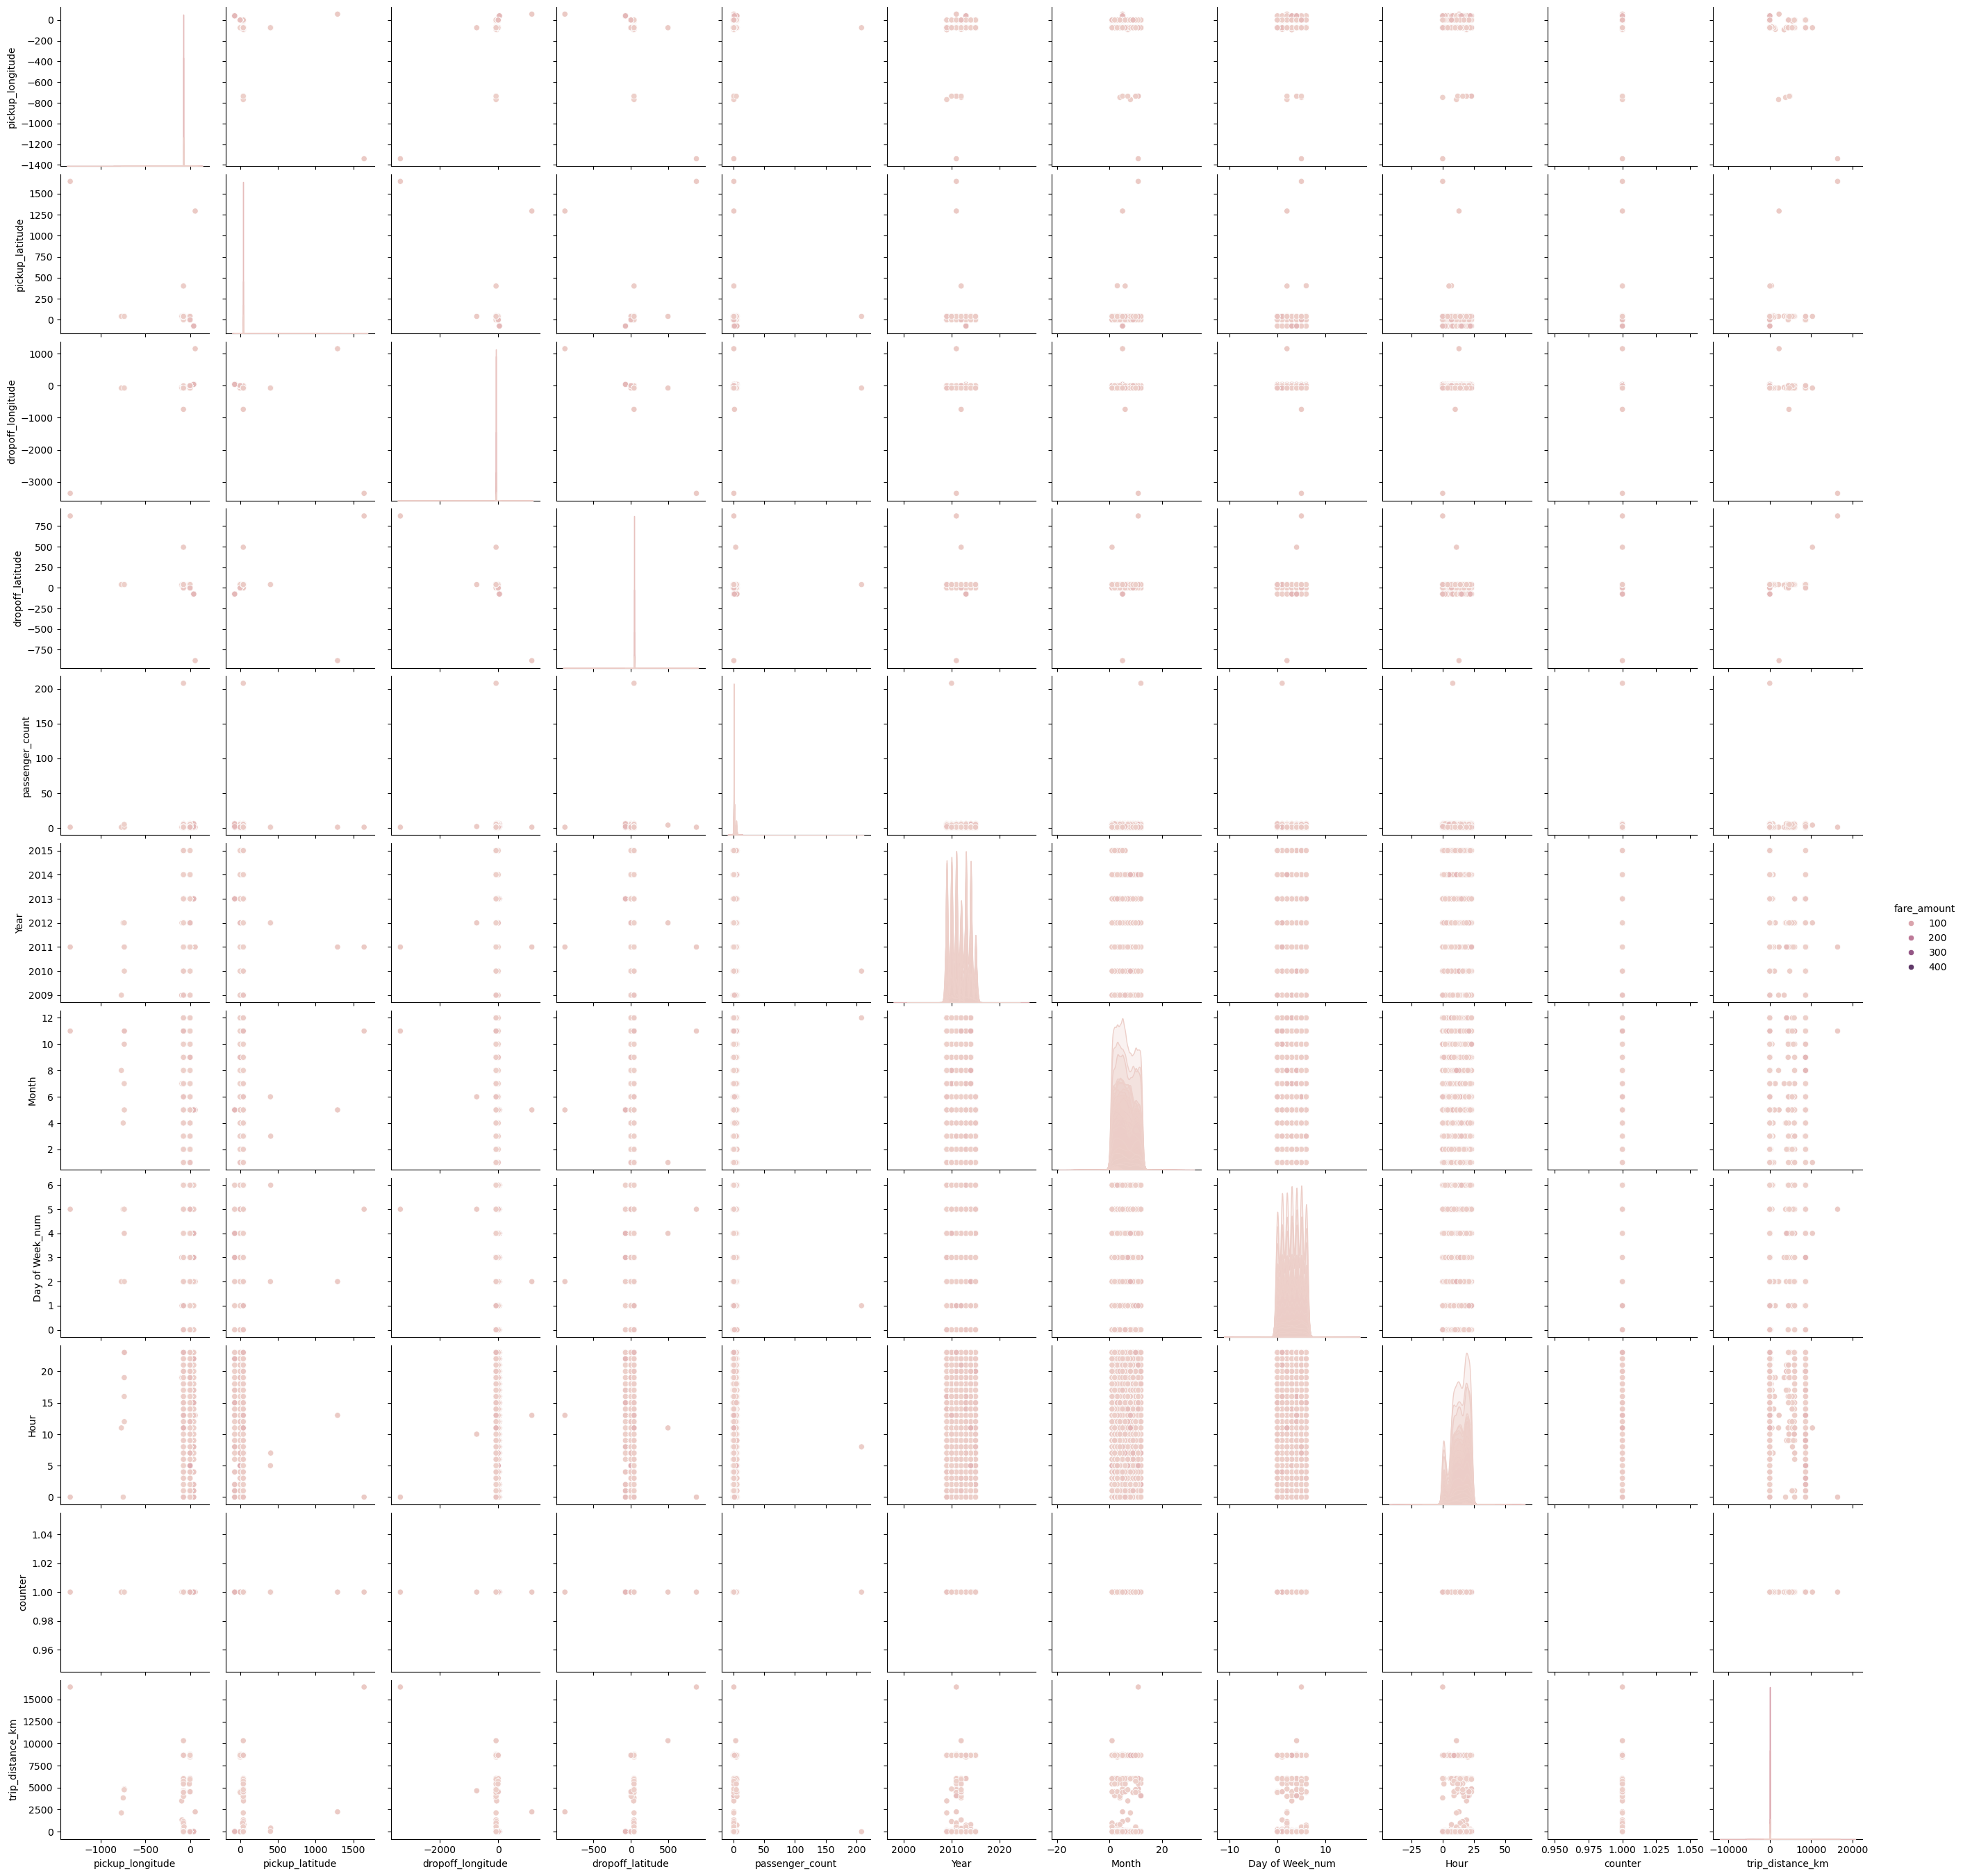 0
−200
−400
−600
−800
−1000
−1200
−1400
pickup_longitude
1500
1250
1000
750
500
250
0
pickup_latitude
1000
0
−1000
−2000
−3000
dropoff_longitude
750
500
250
0
−250
−500
−750
dropoff_latitude
200
150
100
50
0
passenger_count
2015
2014
2013
2012
2011
2010
2009
Year
fare_amount
100
200
300
400
12
10
8
6
4
2
Month
6
5
4
3
2
1
0
Day of Week_num
20
15
10
5
0
Hour
1.04
1.02
1.00
0.98
0.96
counter
15000
12500
10000
7500
5000
2500
0
trip_distance_km
−1000 −500 0
pickup_longitude
0 500 1000 1500
pickup_latitude
−2000 0
dropoff_longitude
−500 0 500
dropoff_latitude
0 50 100 150 200
passenger_count
2000 2010 2020
Year
−20 0 20
Month
−10 0 10
Day of Week_num
−25 0 25 50
Hour
0.950 0.975 1.000 1.025 1.050
counter
−10000 0 10000 20000
trip_distance_km